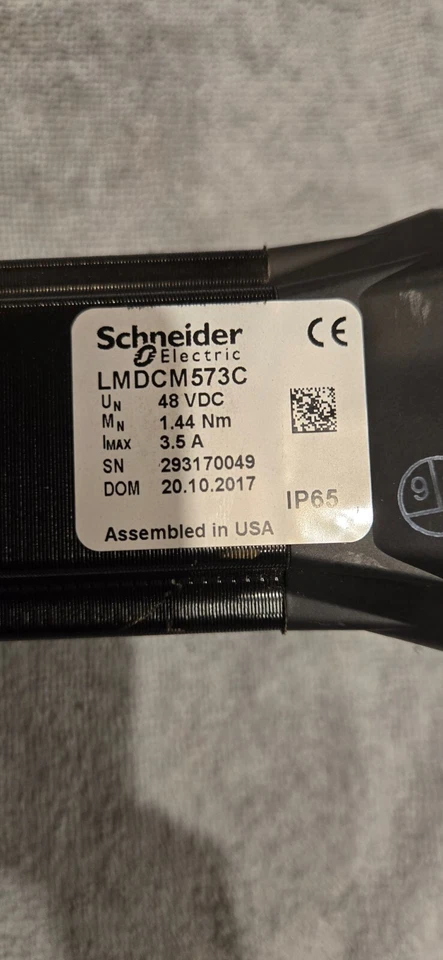 Schneider
Electric
CE
LMDCM573C
UN 48 VDC
MN 1.44 Nm
IMAX 3.5 A
SN 293170049
DOM 20.10.2017
IP65
Assembled in USA
9